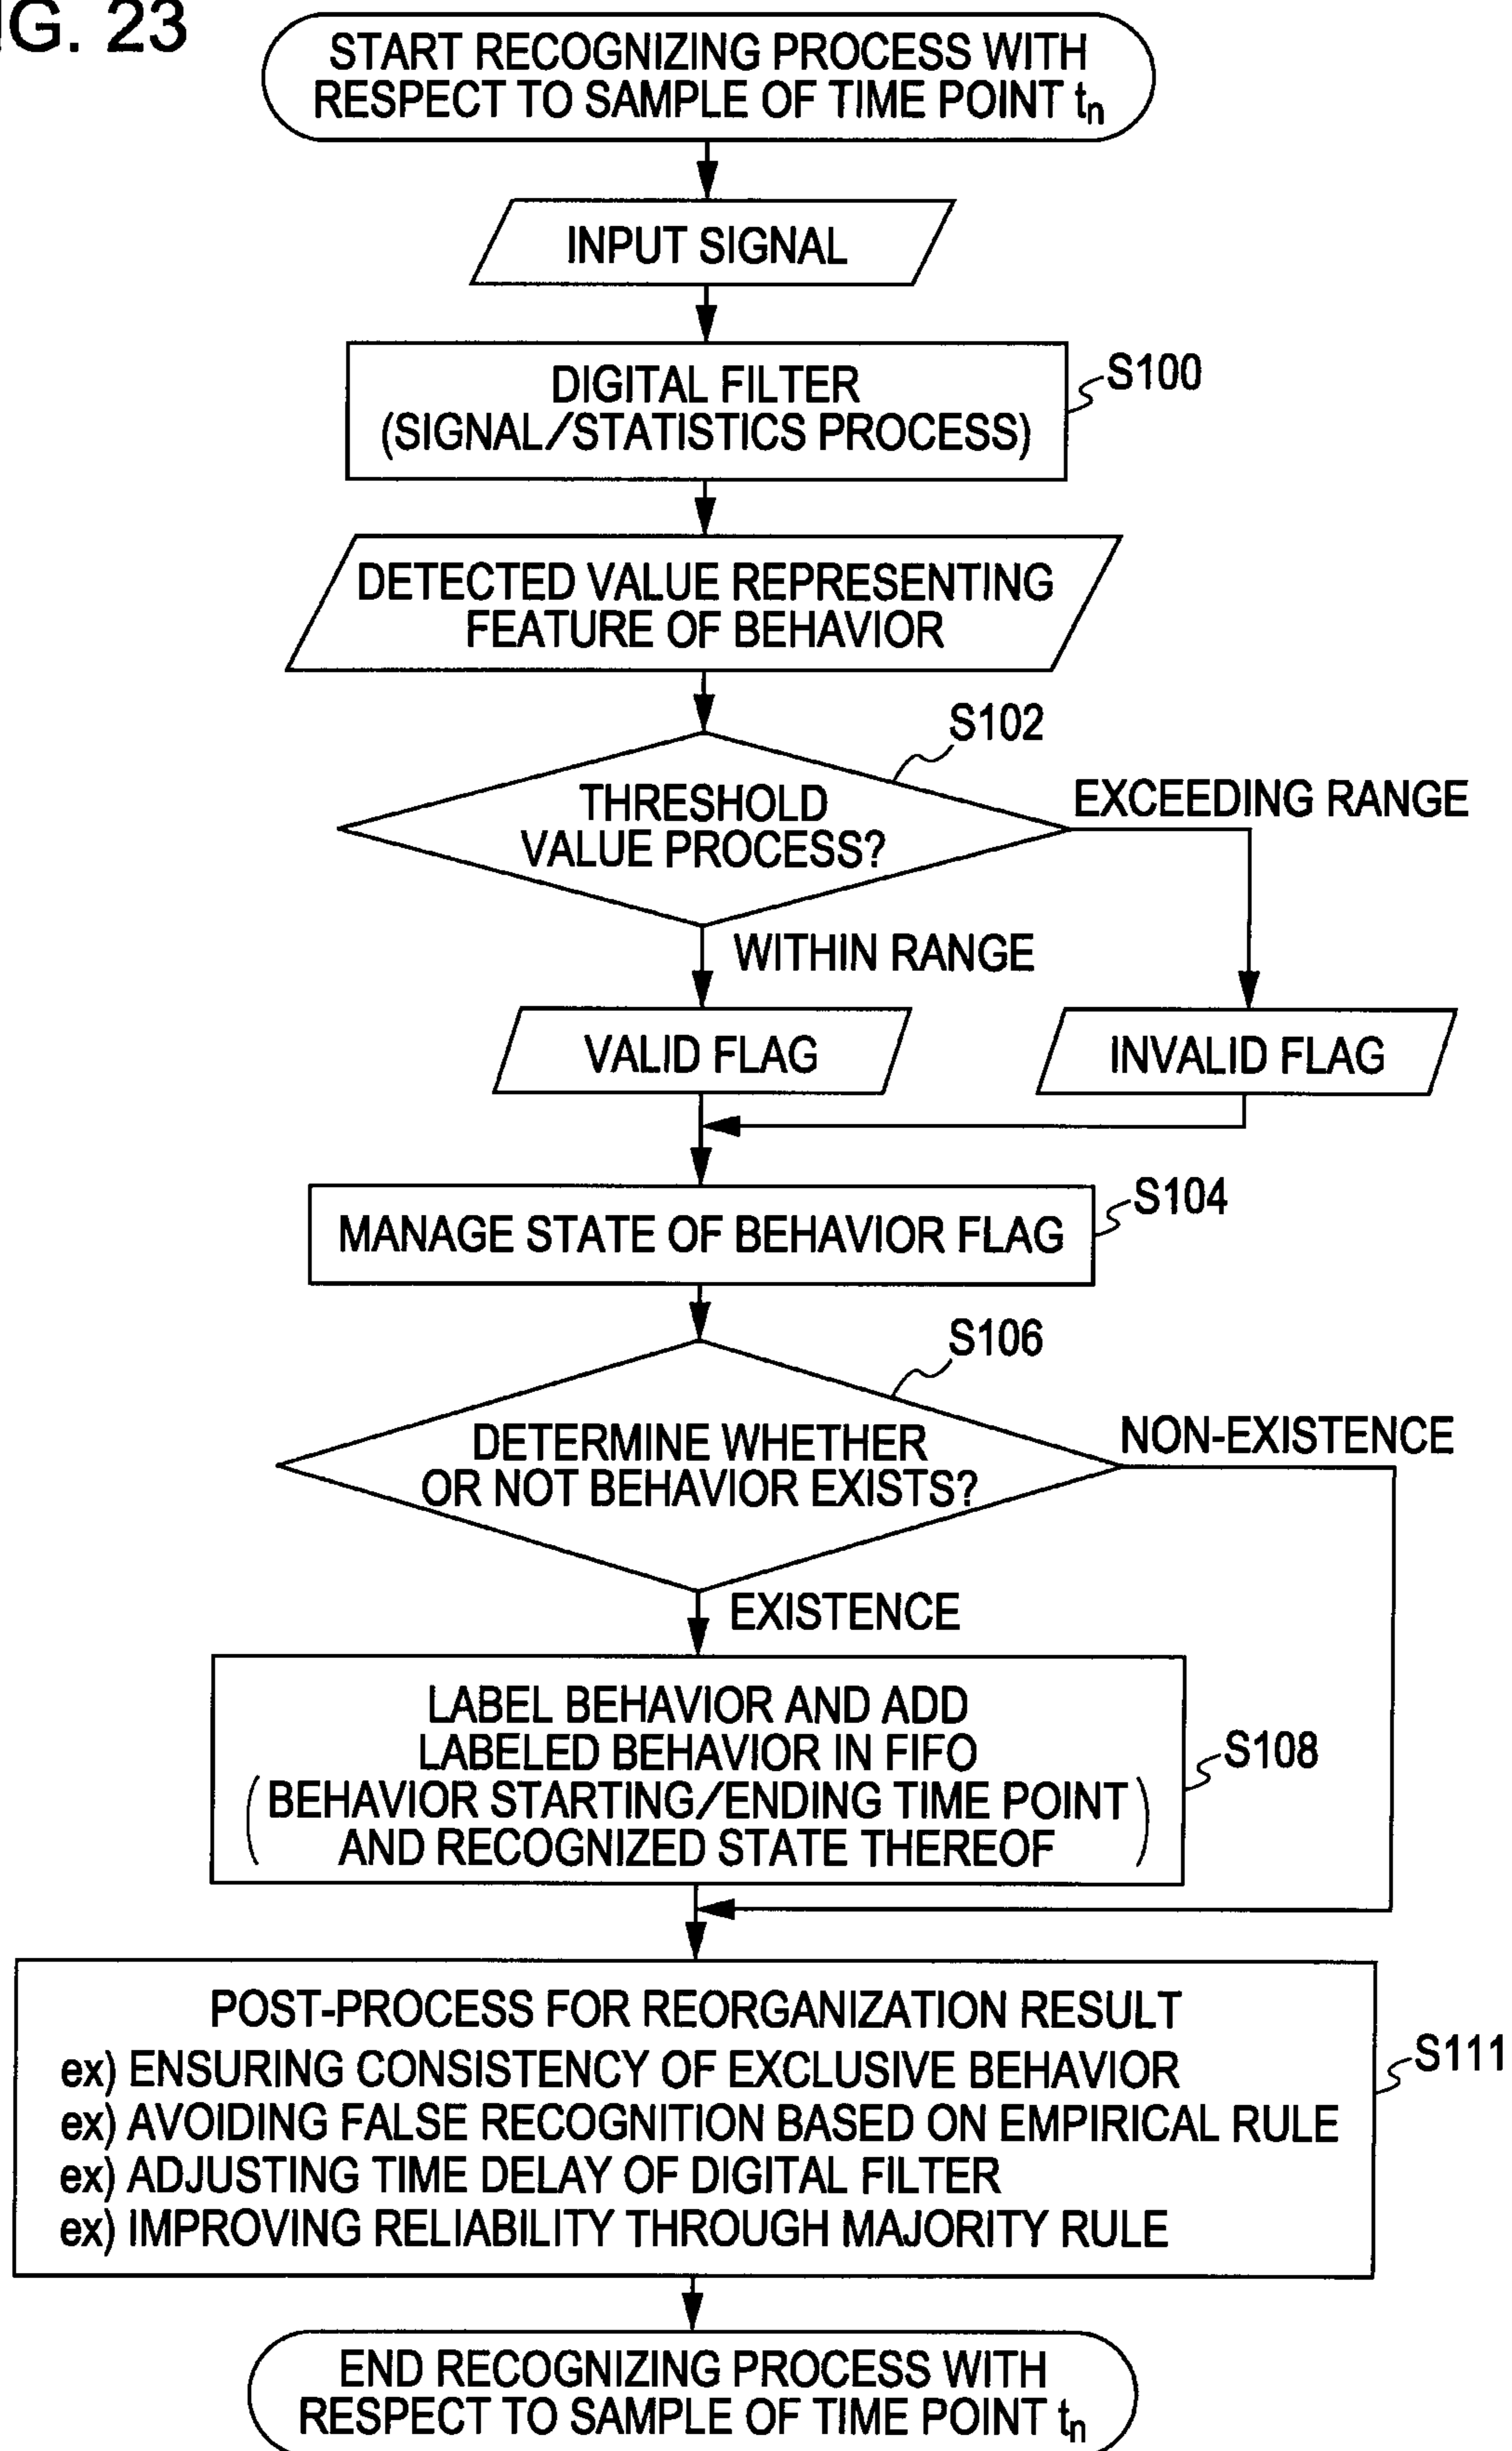 IG. 23
START RECOGNIZING PROCESS WITH
RESPECT TO SAMPLE OF TIME POINT tn
INPUT SIGNAL
DIGITAL FILTER
(SIGNAL/STATISTICS PROCESS)
S100
DETECTED VALUE REPRESENTING
FEATURE OF BEHAVIOR
S102
THRESHOLD
VALUE PROCESS?
EXCEEDING RANGE
WITHIN RANGE
VALID FLAG
INVALID FLAG
MANAGE STATE OF BEHAVIOR FLAG
S104
S106
DETERMINE WHETHER
OR NOT BEHAVIOR EXISTS?
NON-EXISTENCE
EXISTENCE
LABEL BEHAVIOR AND ADD
LABELED BEHAVIOR IN FIFO
(BEHAVIOR STARTING/ENDING TIME POINT
AND RECOGNIZED STATE THEREOF)
S108
POST-PROCESS FOR REORGANIZATION RESULT
ex) ENSURING CONSISTENCY OF EXCLUSIVE BEHAVIOR
ex) AVOIDING FALSE RECOGNITION BASED ON EMPIRICAL RULE
ex) ADJUSTING TIME DELAY OF DIGITAL FILTER
ex) IMPROVING RELIABILITY THROUGH MAJORITY RULE
S111
END RECOGNIZING PROCESS WITH
RESPECT TO SAMPLE OF TIME POINT tn